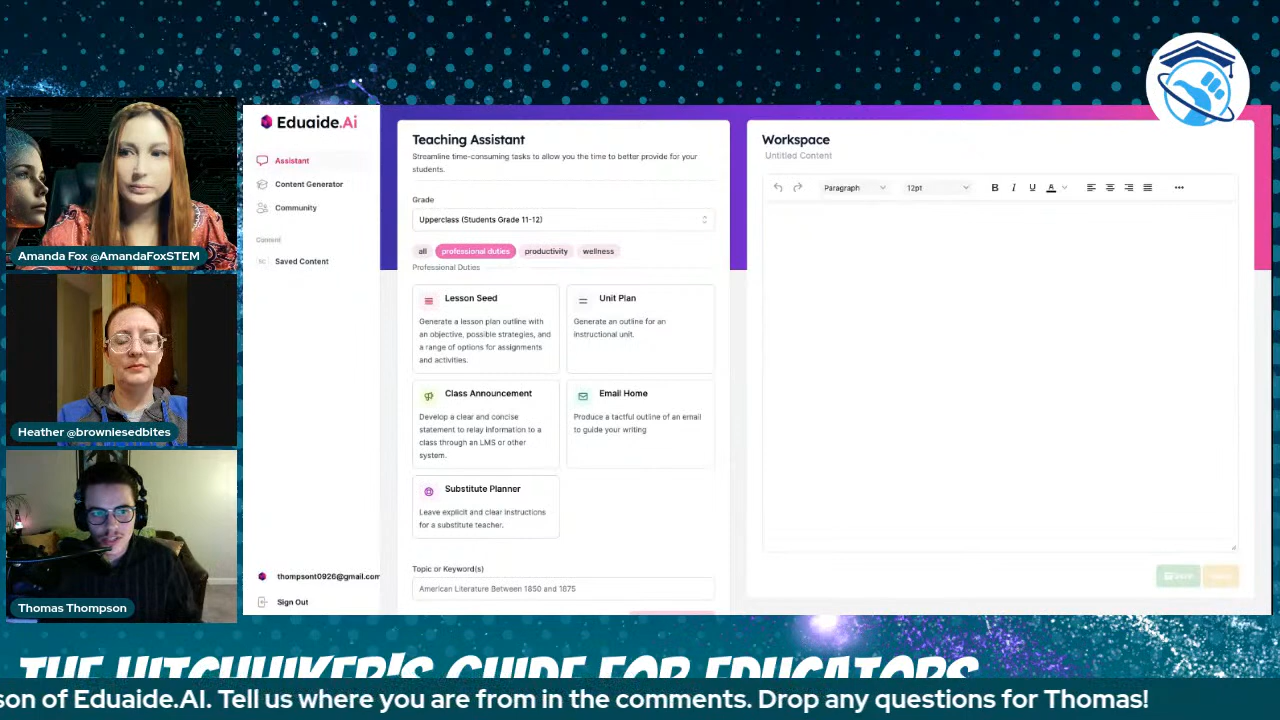 Amanda Fox @AmandaFoxSTEM
Heather @browniesedbites
Thomas Thompson
Eduaide.Ai
Assistant
Content Generator
Community
Content
Saved Content
thompsont0926@gmail.com
Sign Out
Teaching Assistant
Streamline time-consuming tasks to allow you the time to better provide for your
students.
Grade
Upperclass (Students Grade 11-12)
all professional duties productivity wellness
Professional Duties
Lesson Seed
Generate a lesson plan outline with
an objective, possible strategies, and
a range of options for assignments
and activities.
Unit Plan
Generate an outline for an
instructional unit.
Class Announcement
Develop a clear and concise
statement to relay information to a
class through an LMS or other
system.
Email Home
Produce a tactful outline of an email
to guide your writing
Substitute Planner
Leave explicit and clear instructions
for a substitute teacher.
Topic or Keyword(s)
American Literature Between 1850 and 1875
Workspace
Untitled Content
Paragraph 12pt B I U A
THE HITCHHIKER'S GUIDE FOR EDUCATORS
son of Eduaide.AI. Tell us where you are from in the comments. Drop any questions for Thomas!